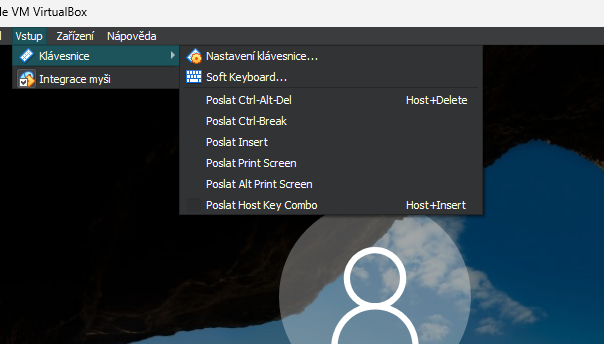 le VM VirtualBox
Vstup Zařízení Nápověda
Klávesnice
Integrace myši
Nastavení klávesnice...
Soft Keyboard...
Poslat Ctrl-Alt-Del Host+Delete
Poslat Ctrl-Break
Poslat Insert
Poslat Print Screen
Poslat Alt Print Screen
Poslat Host Key Combo Host+Insert